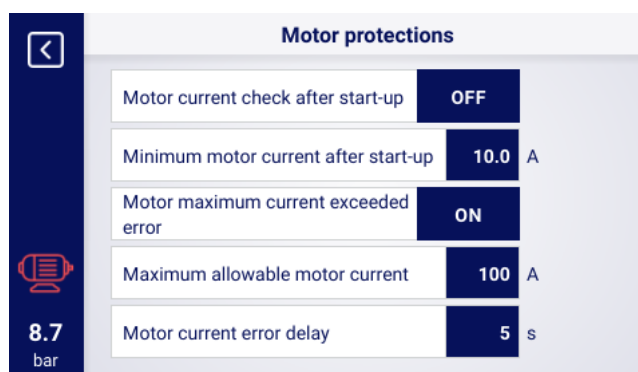 Motor protections
Motor current check after start-up OFF
Minimum motor current after start-up 10.0 A
Motor maximum current exceeded
error ON
Maximum allowable motor current 100 A
Motor current error delay 5 s
8.7
bar